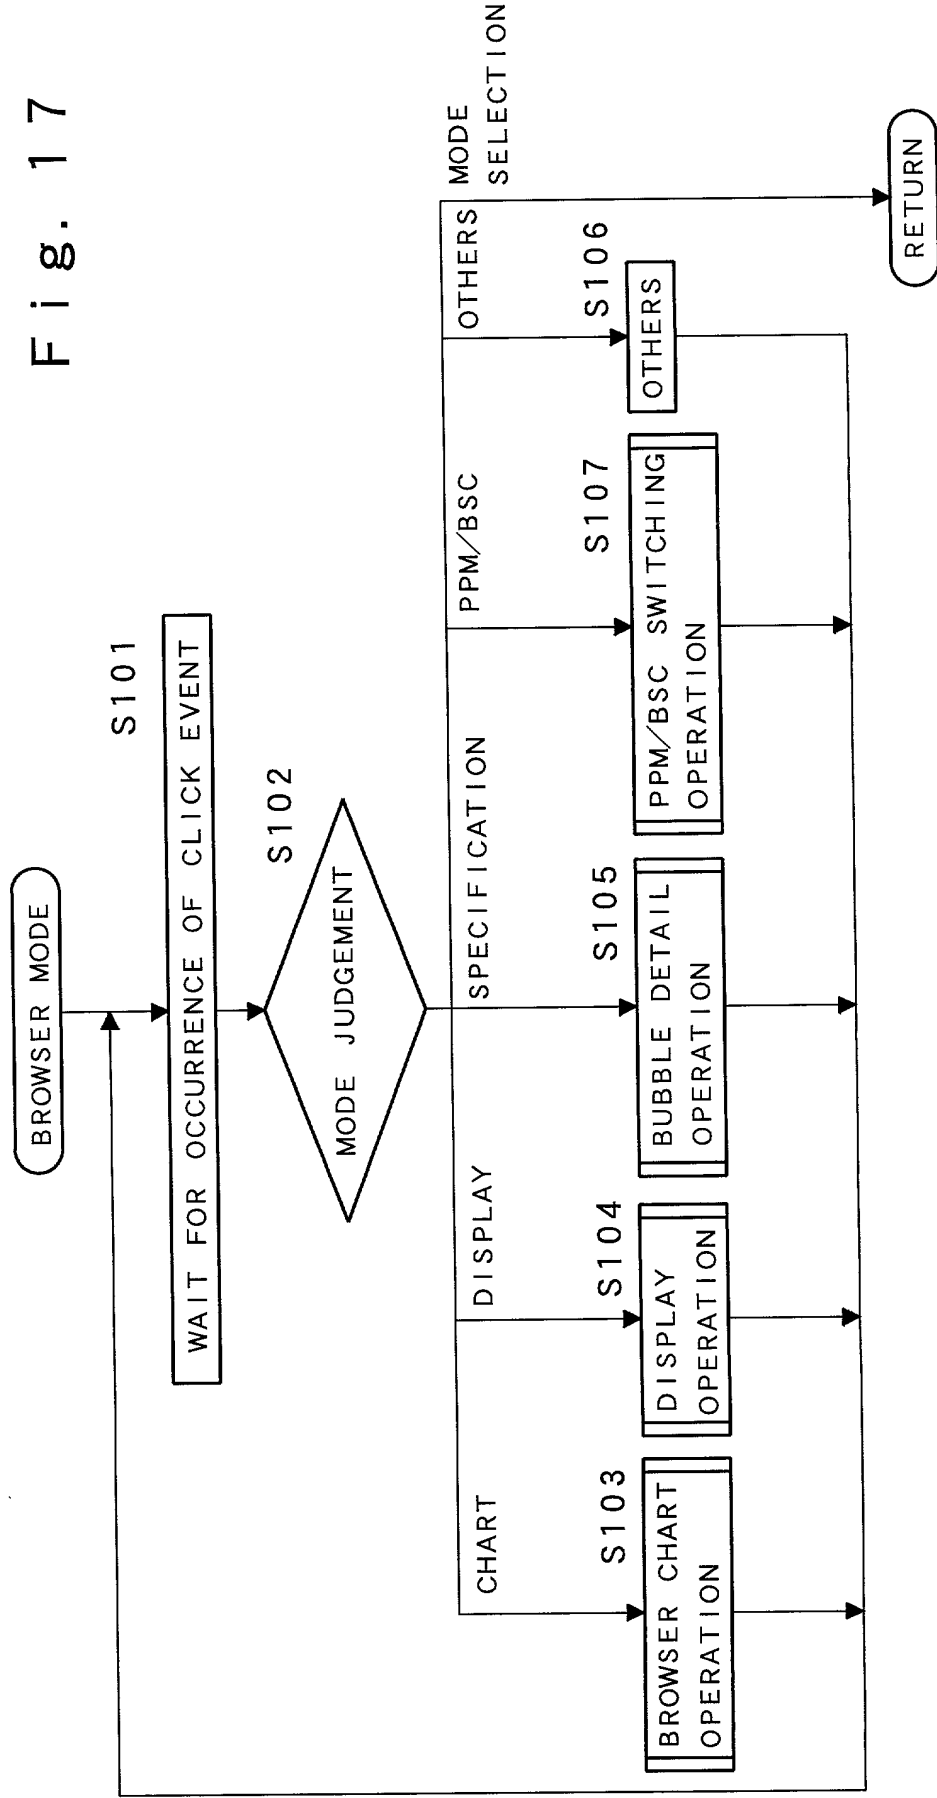 Fig. 17
BROWSER MODE
S101
WAIT FOR OCCURRENCE OF CLICK EVENT
S102
MODE JUDGEMENT
CHART
DISPLAY
SPECIFICATION
PPM/BSC
OTHERS
MODE
SELECTION
S103
BROWSER CHART
OPERATION
S104
DISPLAY
OPERATION
S105
BUBBLE DETAIL
OPERATION
S107
PPM/BSC SWITCHING
OPERATION
S106
OTHERS
RETURN